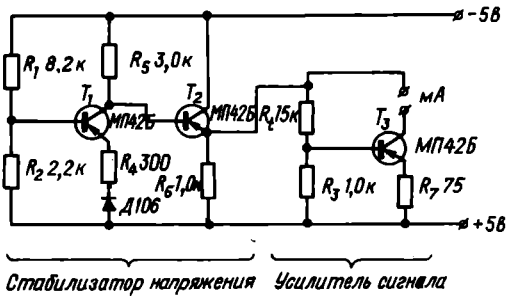 −5в
R1 8,2к
R5 3,0к
T1
T2
МП42Б
МП42Б
Rt 15к
T3
мА
МП42Б
R2 2,2к
R4 300
Д106
R6 1,0к
R3 1,0к
R7 75
+5в
Стабилизатор напряжения
Усилитель сигнала